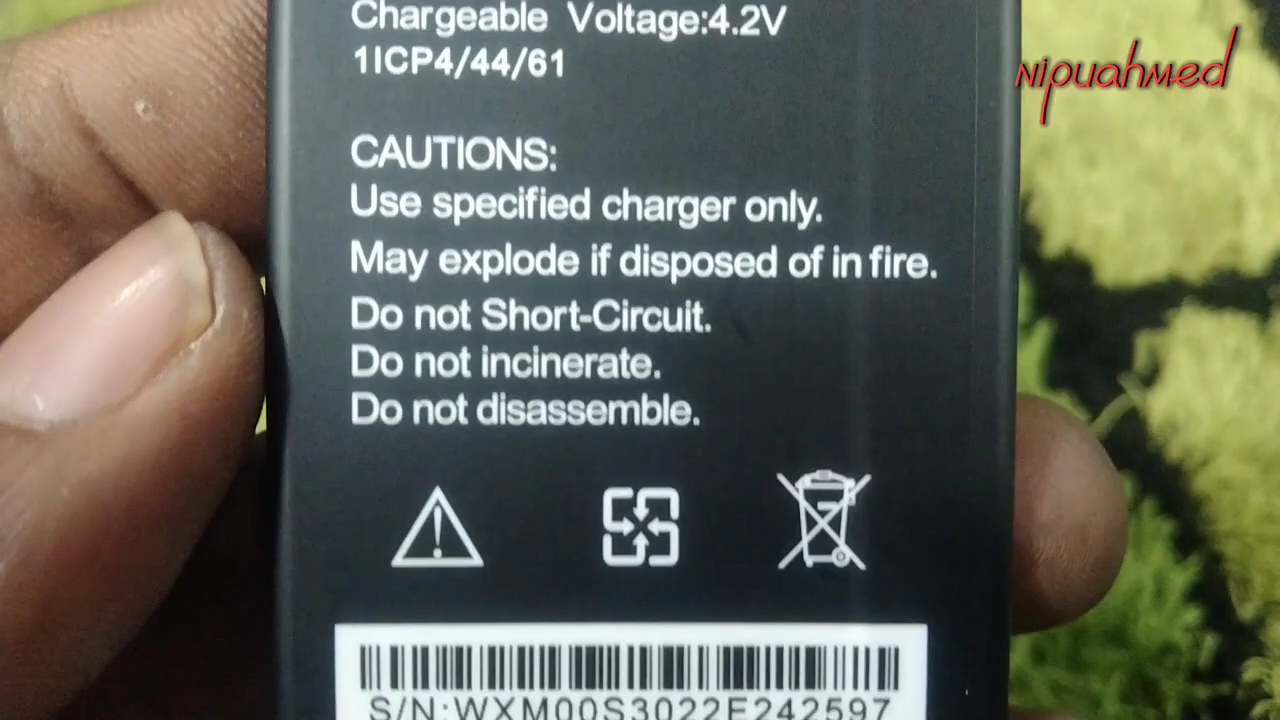 Chargeable Voltage:4.2V
1ICP4/44/61
Nipuahmed
CAUTIONS:
Use specified charger only.
May explode if disposed of in fire.
Do not Short-Circuit.
Do not incinerate.
Do not disassemble.
S/N:WXM00S3022E242597